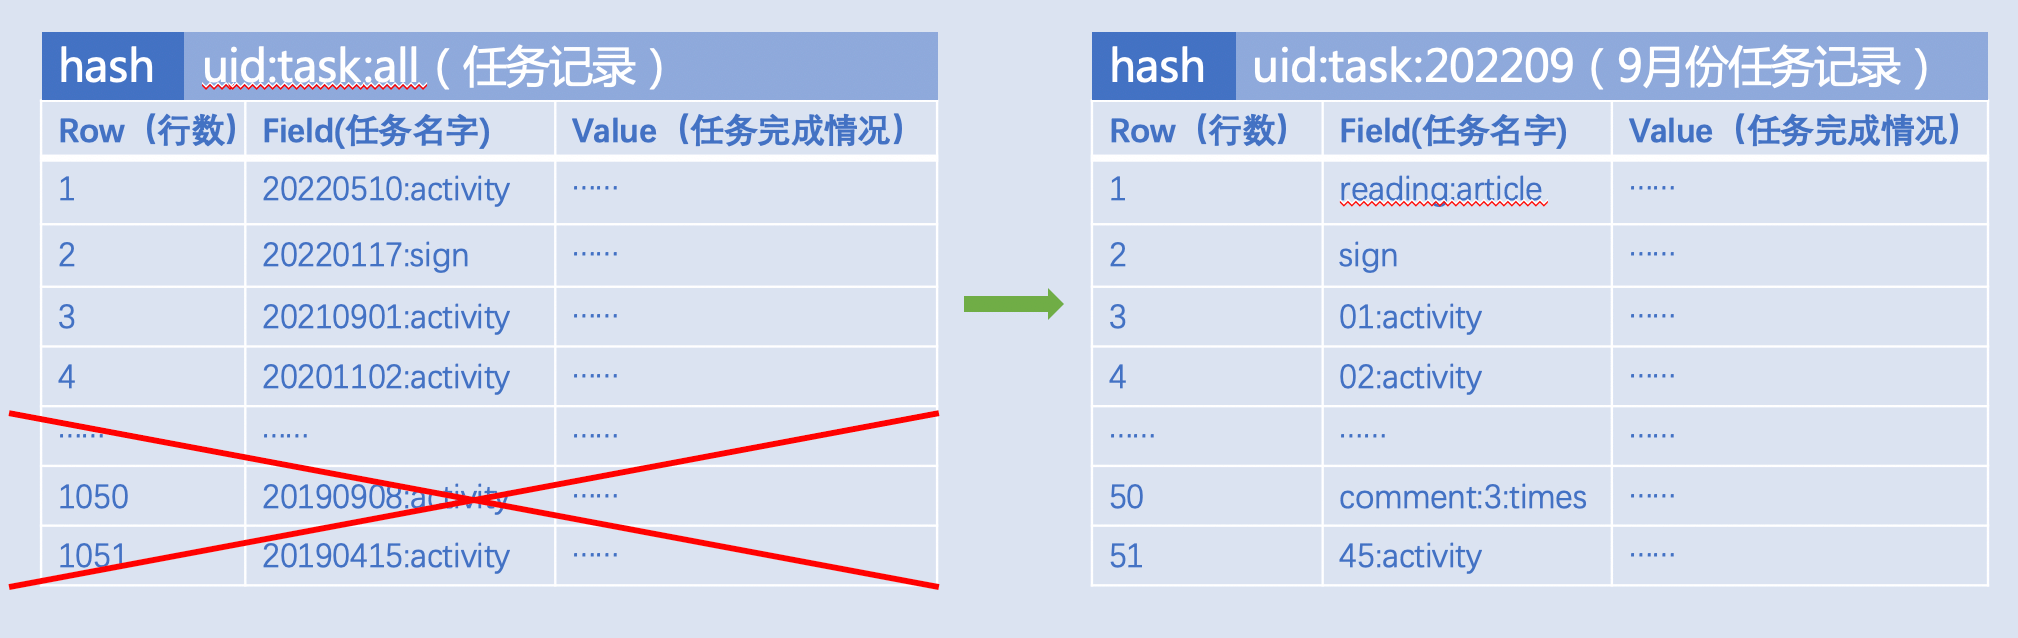 hash uid:task:all（任务记录）
Row（行数） Field(任务名字) Value（任务完成情况）
1 20220510:activity ……
2 20220117:sign ……
3 20210901:activity ……
4 20201102:activity ……
…… …… ……
1050 20190908:activity ……
1051 20190415:activity ……
hash uid:task:202209（9月份任务记录）
Row（行数） Field(任务名字) Value（任务完成情况）
1 reading:article ……
2 sign ……
3 01:activity ……
4 02:activity ……
…… …… ……
50 comment:3:times ……
51 45:activity ……